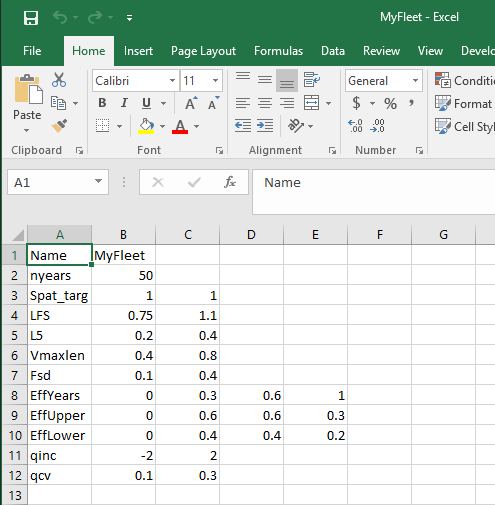 MyFleet - Excel
File Home Insert Page Layout Formulas Data Review View Develo
Paste Calibri 11 A A General $ % , Conditi
B I U A .00 .0 Format
←.0 .00 .00 →.0 Cell Styl
Clipboard Font Alignment Number
A1 fx Name
A B C D E F G
1 Name MyFleet
2 nyears 50
3 Spat_targ 1 1
4 LFS 0.75 1.1
5 L5 0.2 0.4
6 Vmaxlen 0.4 0.8
7 Fsd 0.1 0.4
8 EffYears 0 0.3 0.6 1
9 EffUpper 0 0.6 0.6 0.3
10 EffLower 0 0.4 0.4 0.2
11 qinc -2 2
12 qcv 0.1 0.3
13